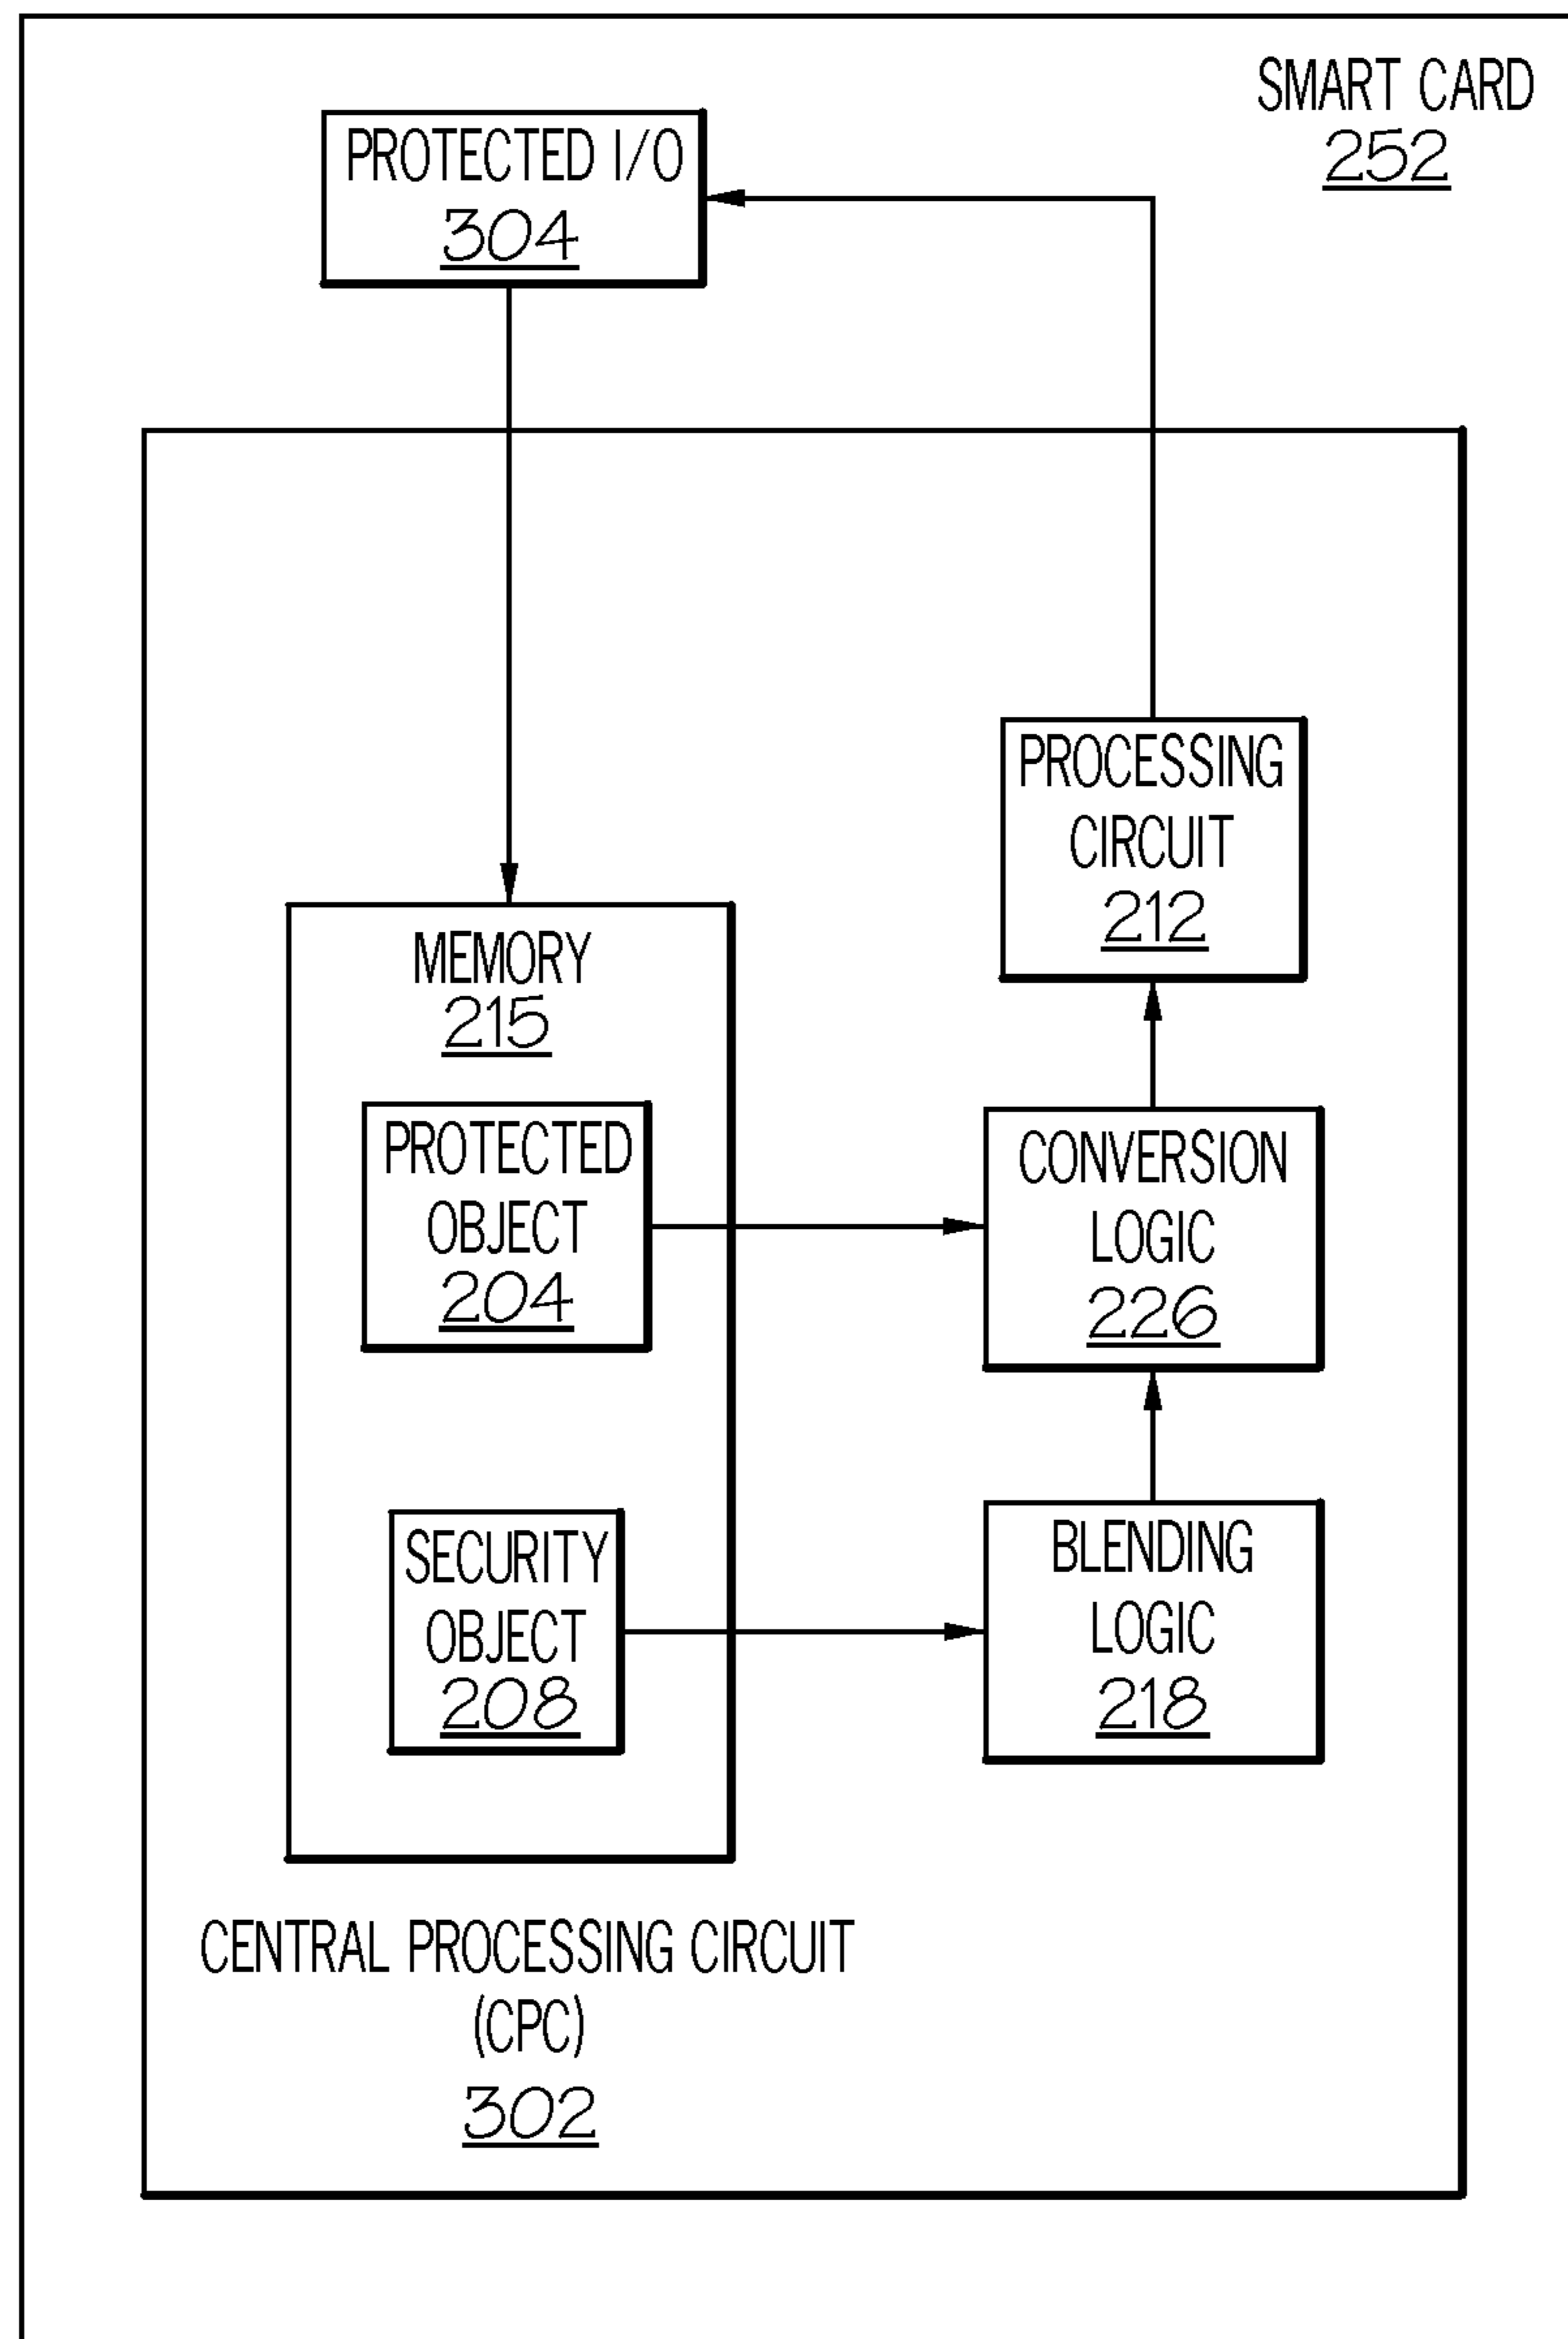 SMART CARD
252
PROTECTED I/O
304
PROCESSING
CIRCUIT
212
MEMORY
215
PROTECTED
OBJECT
204
CONVERSION
LOGIC
226
SECURITY
OBJECT
208
BLENDING
LOGIC
218
CENTRAL PROCESSING CIRCUIT
(CPC)
302